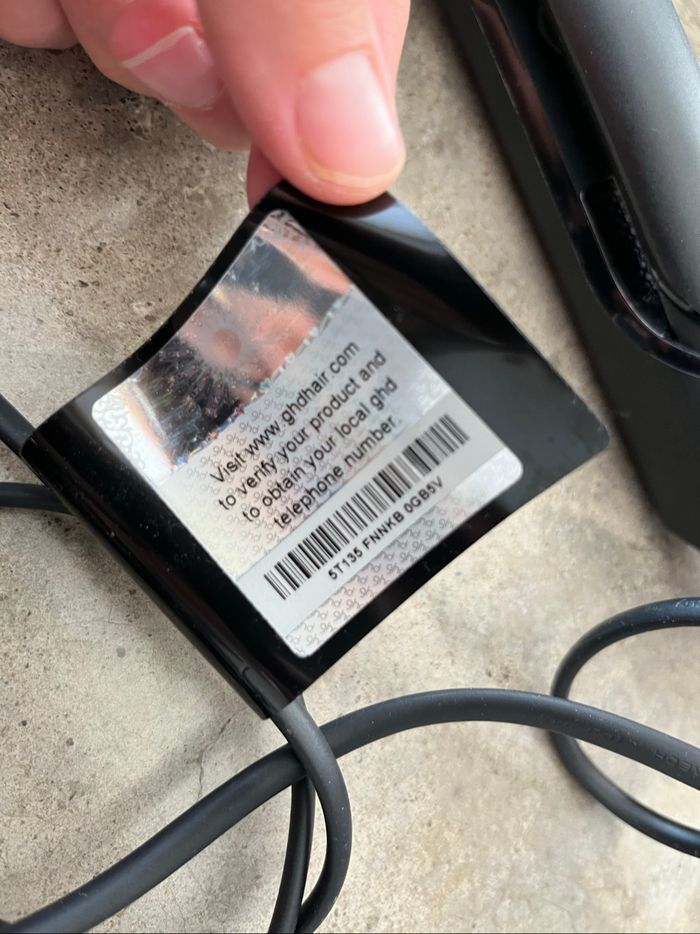 Visit www.ghdhair.com
to verify your product and
to obtain your local ghd
telephone number.
5T135 FNNKB 0GB5V